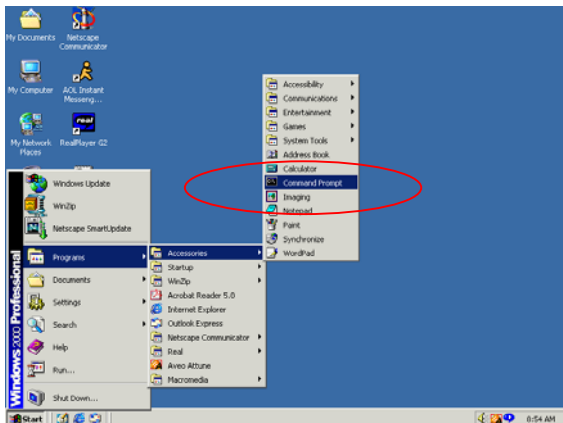 My Documents
Netscape
Communicator
My Computer
AOL Instant
Messeng...
My Network
Places
real
RealPlayer G2
Accessibility
Communications
Entertainment
Games
System Tools
Address Book
Calculator
Command Prompt
Imaging
Notepad
Paint
Synchronize
WordPad
Windows Update
WinZip
Netscape SmartUpdate
Programs
Documents
Settings
Search
Help
Run...
Shut Down...
Windows 2000 Professional
Accessories
Startup
WinZip
Acrobat Reader 5.0
Internet Explorer
Outlook Express
Netscape Communicator
Real
Aveo Attune
Macromedia
Start
8:54 AM